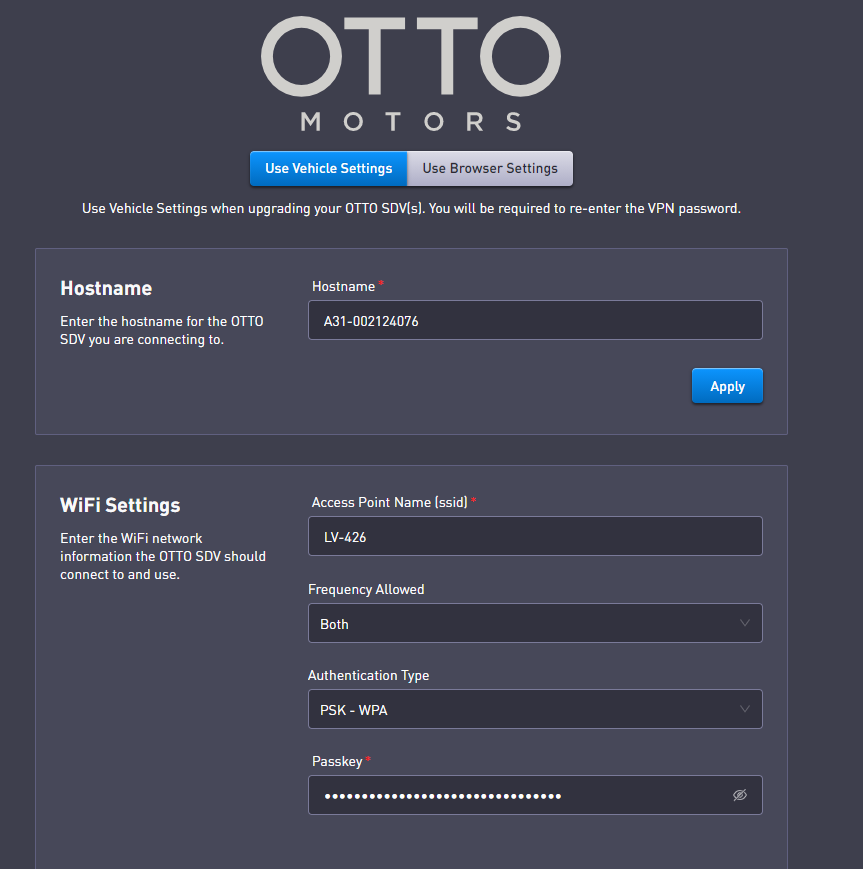 OTTO
MOTORS
Use Vehicle Settings
Use Browser Settings
Use Vehicle Settings when upgrading your OTTO SDV(s). You will be required to re-enter the VPN password.
Hostname
Enter the hostname for the OTTO
SDV you are connecting to.
Hostname *
A31-002124076
Apply
WiFi Settings
Enter the WiFi network
information the OTTO SDV should
connect to and use.
Access Point Name (ssid) *
LV-426
Frequency Allowed
Both
Authentication Type
PSK - WPA
Passkey *
••••••••••••••••••••••••••••••••